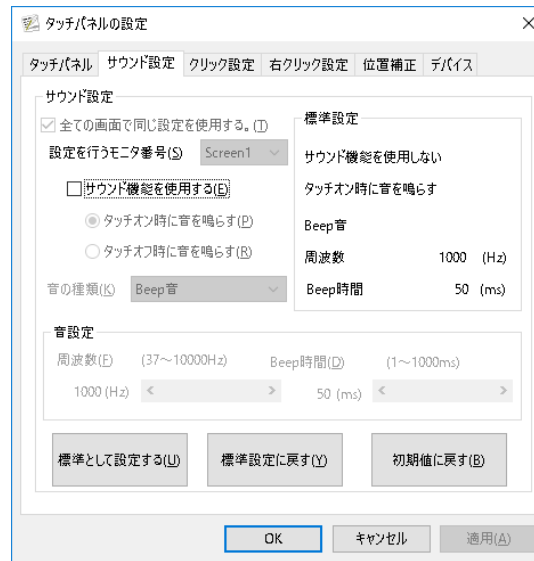 タッチパネルの設定
タッチパネル サウンド設定 クリック設定 右クリック設定 位置補正 デバイス
サウンド設定
全ての画面で同じ設定を使用する。(T)
設定を行うモニタ番号(S) Screen1
サウンド機能を使用する(E)
タッチオン時に音を鳴らす(P)
タッチオフ時に音を鳴らす(R)
音の種類(K) Beep音
標準設定
サウンド機能を使用しない
タッチオン時に音を鳴らす
Beep音
周波数 1000 (Hz)
Beep時間 50 (ms)
音設定
周波数(F) (37～10000Hz) Beep時間(D) (1～1000ms)
1000 (Hz) 50 (ms)
標準として設定する(U) 標準設定に戻す(Y) 初期値に戻す(B)
OK キャンセル 適用(A)